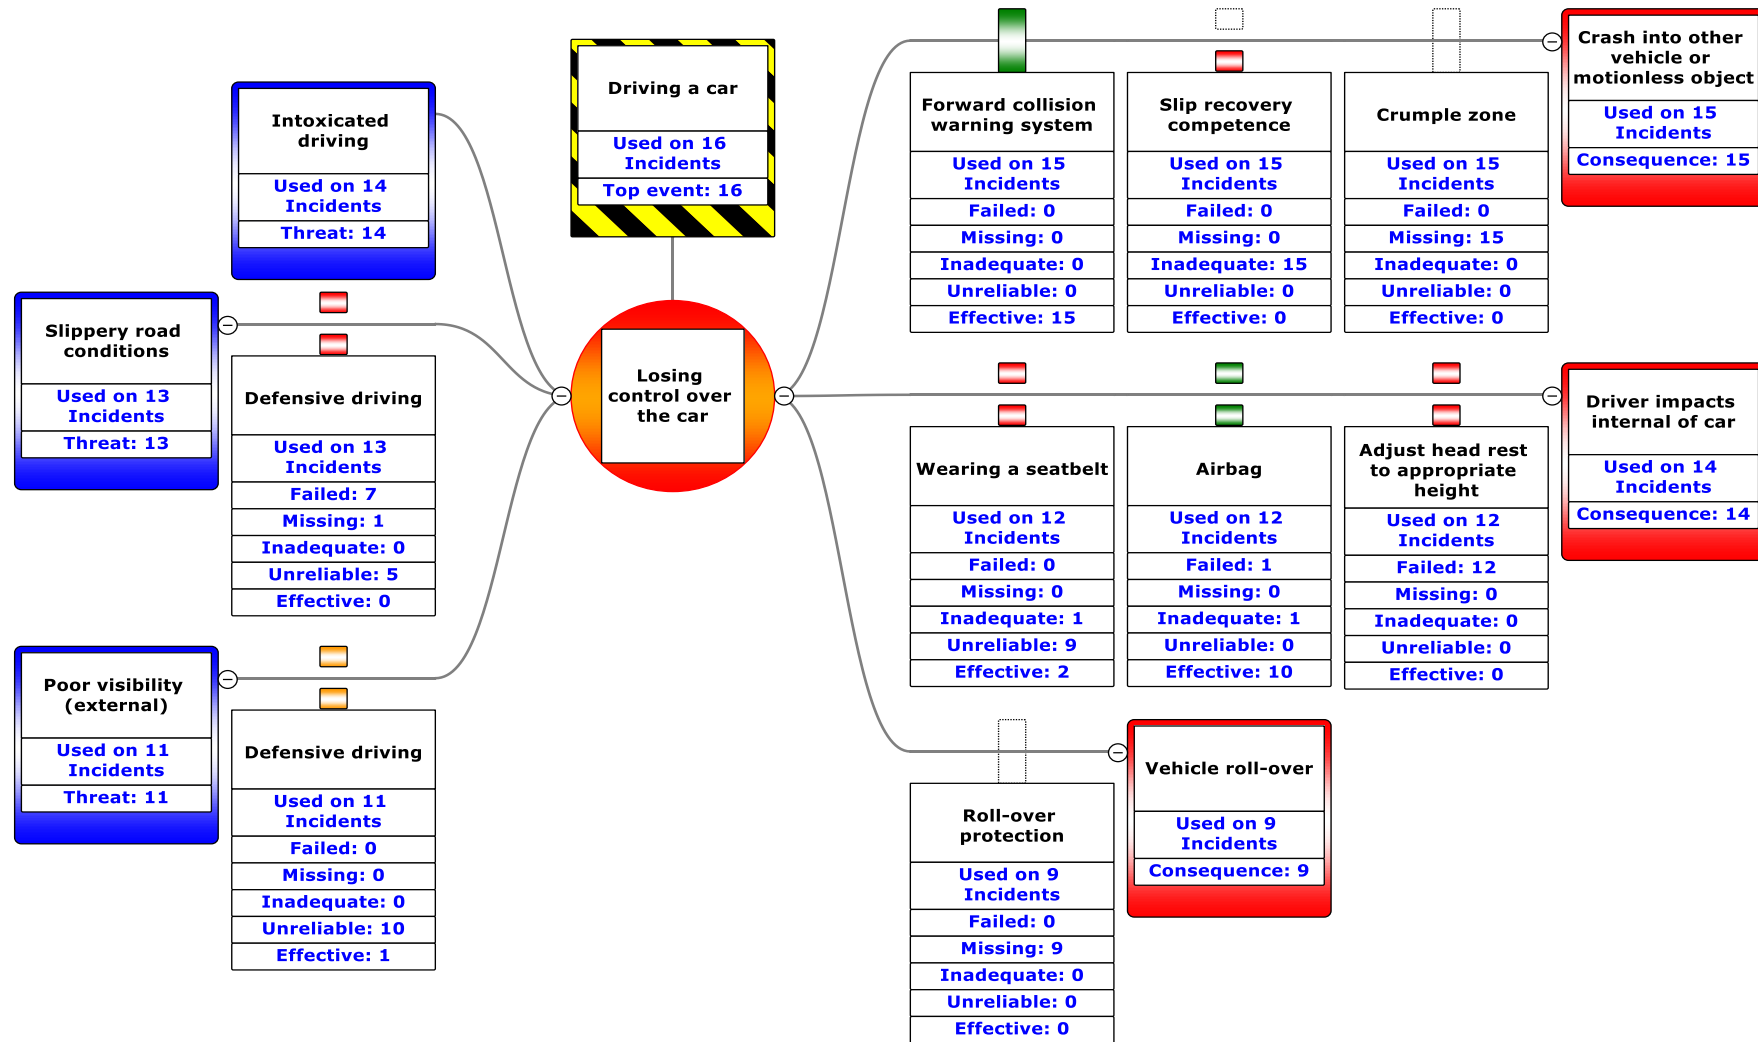 Driving a car
Used on 16
Incidents
Top event: 16
Losing
control over
the car
Intoxicated
driving
Used on 14
Incidents
Threat: 14
Slippery road
conditions
Used on 13
Incidents
Threat: 13
Defensive driving
Used on 13
Incidents
Failed: 7
Missing: 1
Inadequate: 0
Unreliable: 5
Effective: 0
Poor visibility
(external)
Used on 11
Incidents
Threat: 11
Defensive driving
Used on 11
Incidents
Failed: 0
Missing: 0
Inadequate: 0
Unreliable: 10
Effective: 1
Forward collision
warning system
Used on 15
Incidents
Failed: 0
Missing: 0
Inadequate: 0
Unreliable: 0
Effective: 15
Slip recovery
competence
Used on 15
Incidents
Failed: 0
Missing: 0
Inadequate: 15
Unreliable: 0
Effective: 0
Crumple zone
Used on 15
Incidents
Failed: 0
Missing: 15
Inadequate: 0
Unreliable: 0
Effective: 0
Crash into other
vehicle or
motionless object
Used on 15
Incidents
Consequence: 15
Wearing a seatbelt
Used on 12
Incidents
Failed: 0
Missing: 0
Inadequate: 1
Unreliable: 9
Effective: 2
Airbag
Used on 12
Incidents
Failed: 1
Missing: 0
Inadequate: 1
Unreliable: 0
Effective: 10
Adjust head rest
to appropriate
height
Used on 12
Incidents
Failed: 12
Missing: 0
Inadequate: 0
Unreliable: 0
Effective: 0
Driver impacts
internal of car
Used on 14
Incidents
Consequence: 14
Roll-over
protection
Used on 9
Incidents
Failed: 0
Missing: 9
Inadequate: 0
Unreliable: 0
Effective: 0
Vehicle roll-over
Used on 9
Incidents
Consequence: 9